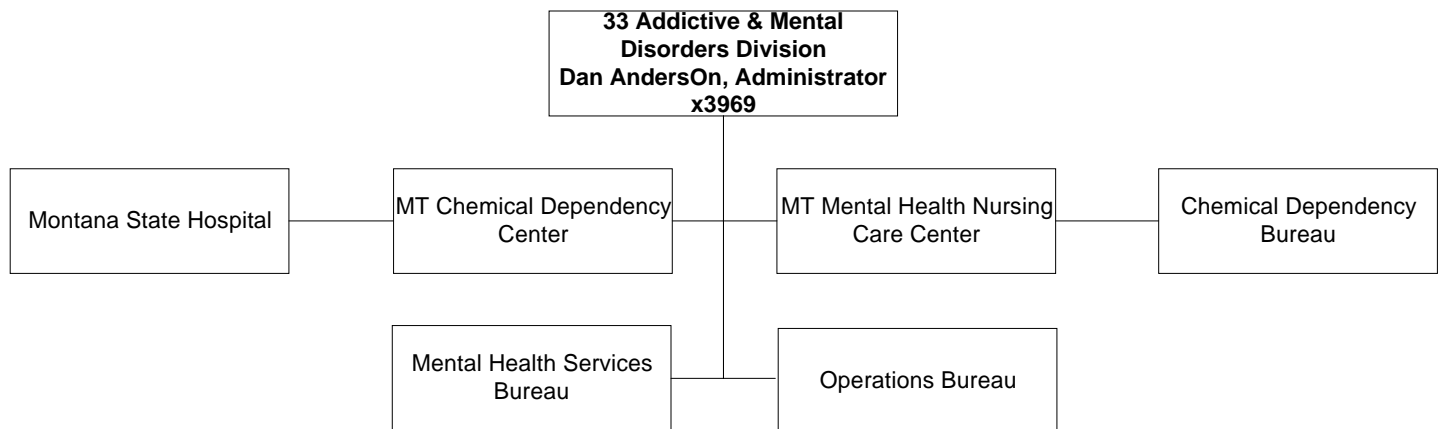 33 Addictive & Mental
Disorders Division
Dan AndersOn, Administrator
x3969
Montana State Hospital
MT Chemical Dependency
Center
MT Mental Health Nursing
Care Center
Chemical Dependency
Bureau
Mental Health Services
Bureau
Operations Bureau